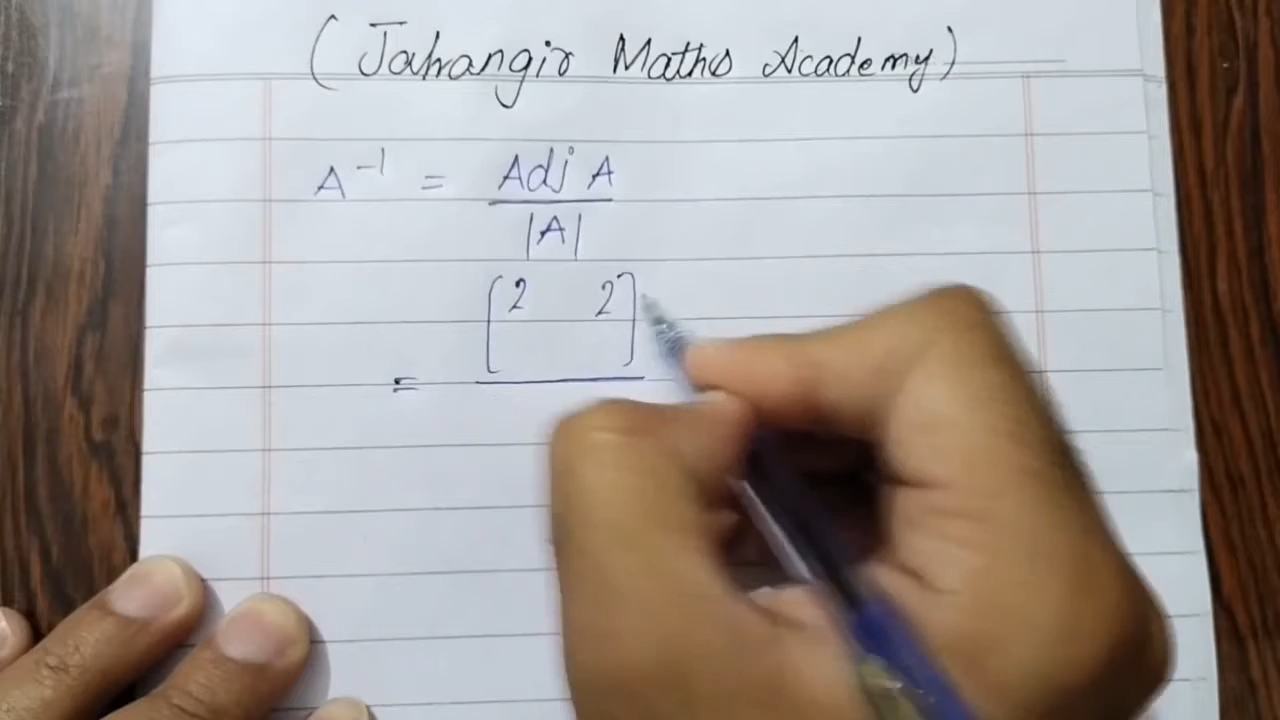 (Jahangir Maths Academy)
A⁻¹ = Adj A
|A|
[2 2]
=